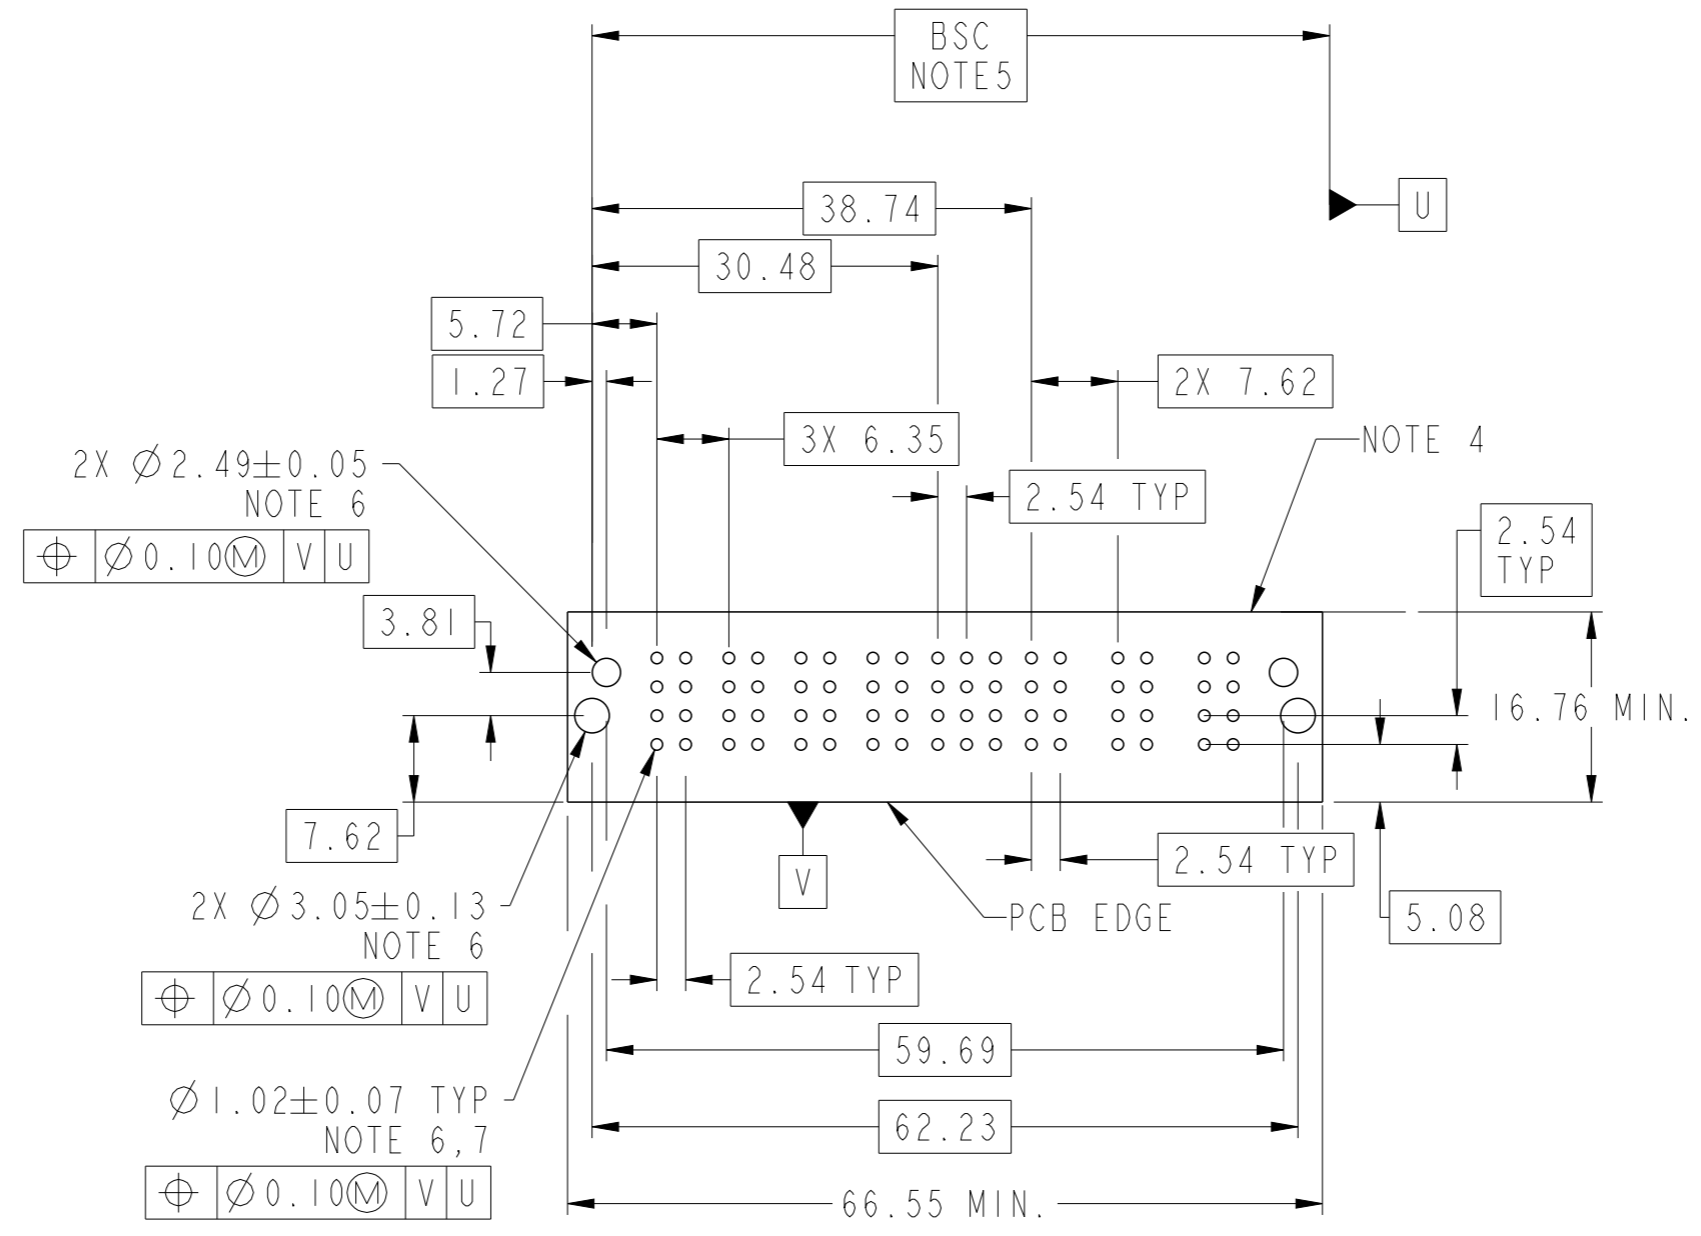 BSC
NOTE5
38.74
U
30.48
5.72
1.27
2X 7.62
3X 6.35
NOTE 4
2X ∅2.49±0.05
NOTE 6
2.54 TYP
2.54
TYP
⌖ ∅0.10Ⓜ V U
3.81
16.76 MIN.
7.62
2.54 TYP
V
2X ∅3.05±0.13
NOTE 6
PCB EDGE
5.08
⌖ ∅0.10Ⓜ V U
2.54 TYP
59.69
∅1.02±0.07 TYP
NOTE 6,7
62.23
⌖ ∅0.10Ⓜ V U
66.55 MIN.